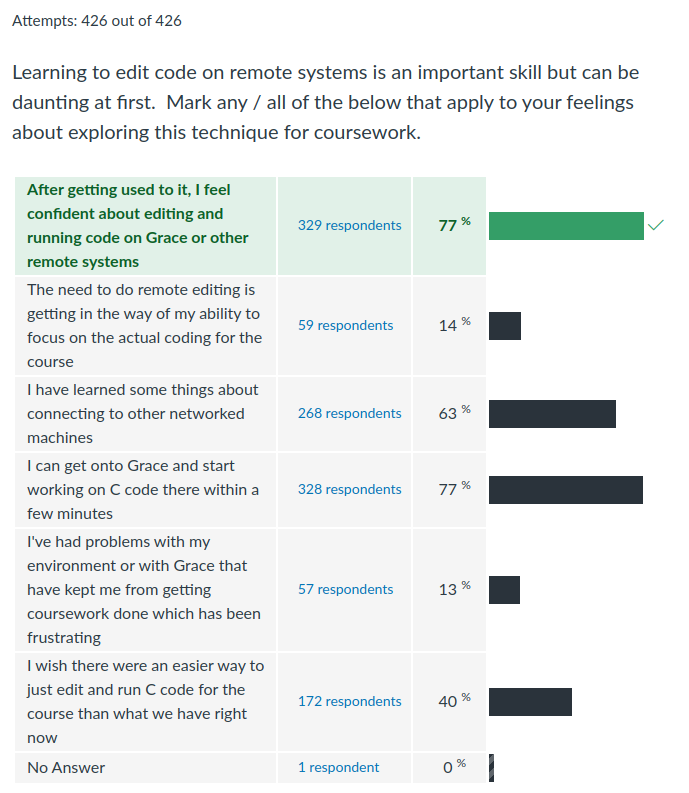 Attempts: 426 out of 426
Learning to edit code on remote systems is an important skill but can be
daunting at first.  Mark any / all of the below that apply to your feelings
about exploring this technique for coursework.
After getting used to it, I feel
confident about editing and
running code on Grace or other
remote systems
329 respondents
77 %
The need to do remote editing is
getting in the way of my ability to
focus on the actual coding for the
course
59 respondents
14 %
I have learned some things about
connecting to other networked
machines
268 respondents
63 %
I can get onto Grace and start
working on C code there within a
few minutes
328 respondents
77 %
I've had problems with my
environment or with Grace that
have kept me from getting
coursework done which has been
frustrating
57 respondents
13 %
I wish there were an easier way to
just edit and run C code for the
course than what we have right
now
172 respondents
40 %
No Answer
1 respondent
0 %